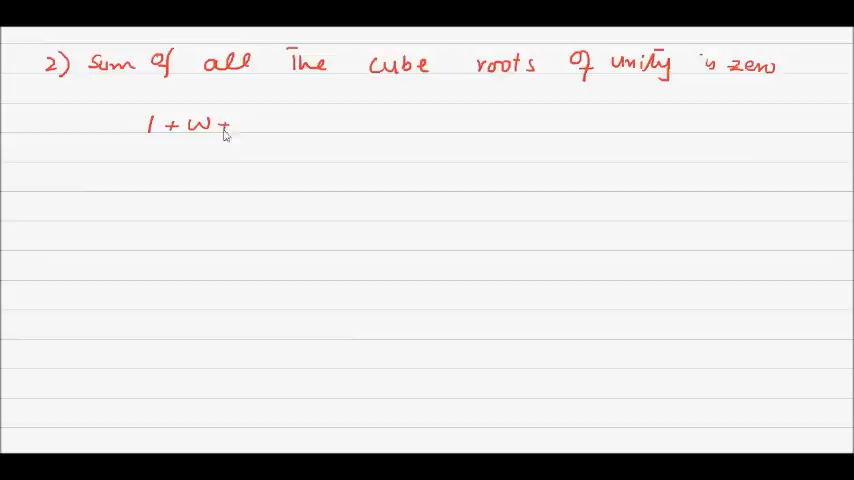 2) Sum of all The cube roots of unity is zero
1 + ω +